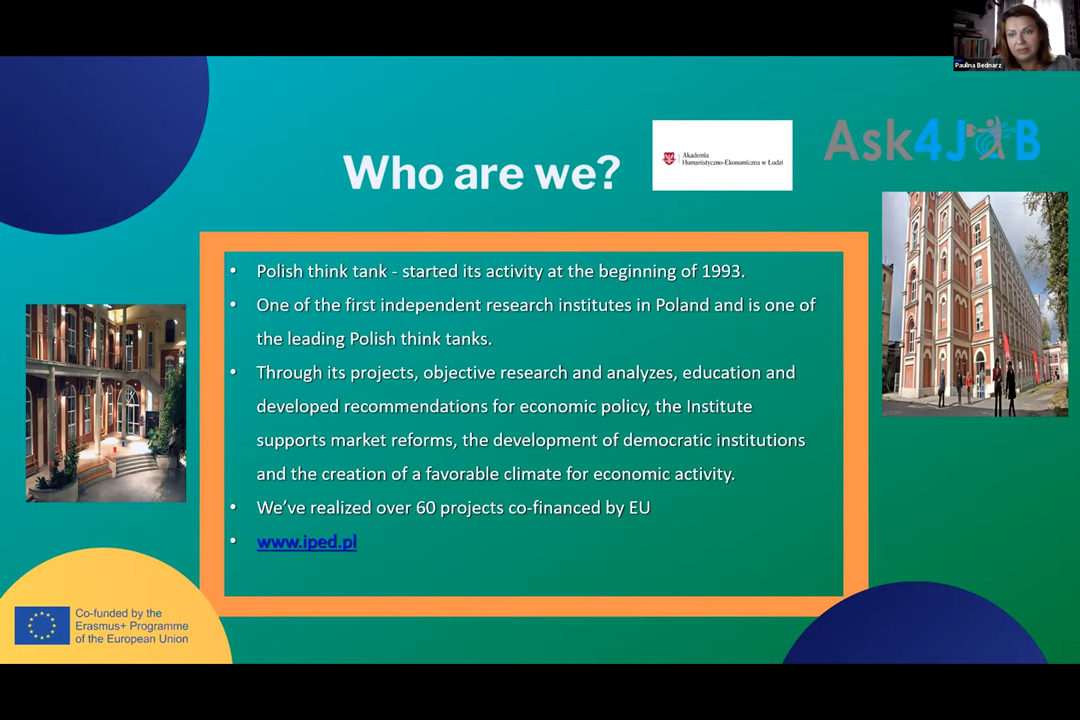 Paulina Bednarz
Ask4JOB
Akademia
Humanistyczno-Ekonomiczna w Łodzi
Who are we?
• Polish think tank - started its activity at the beginning of 1993.
• One of the first independent research institutes in Poland and is one of
the leading Polish think tanks.
• Through its projects, objective research and analyzes, education and
developed recommendations for economic policy, the Institute
supports market reforms, the development of democratic institutions
and the creation of a favorable climate for economic activity.
• We’ve realized over 60 projects co-financed by EU
• www.iped.pl
Co-funded by the
Erasmus+ Programme
of the European Union